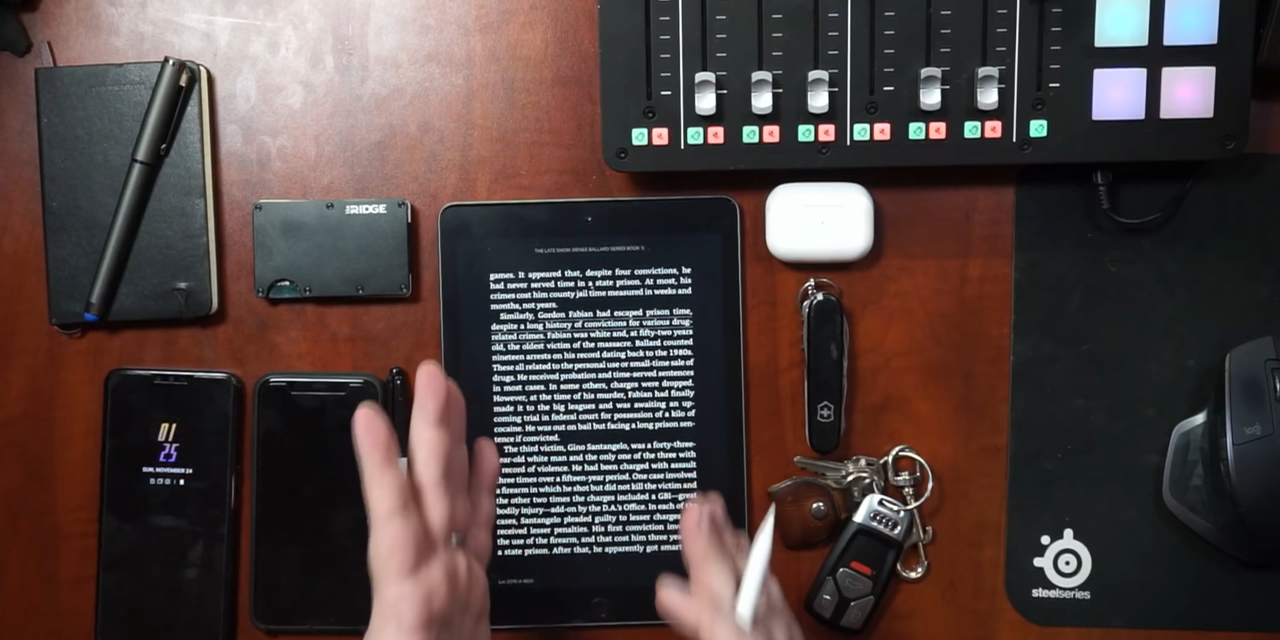 THE RIDGE
THE LATE SHOW (RENÉE BALLARD SERIES BOOK 1)
games. It appeared that, despite four convictions, he
had never served time in a state prison. At most, his
crimes cost him county jail time measured in weeks and
months, not years.
Similarly, Gordon Fabian had escaped prison time,
despite a long history of convictions for various drug-
related crimes. Fabian was white and, at fifty-two years
old, the oldest victim of the massacre. Ballard counted
nineteen arrests on his record dating back to the 1980s.
These all related to the personal use or small-time sale of
drugs. He received probation and time-served sentences
in most cases. In some others, charges were dropped.
However, at the time of his murder, Fabian had finally
made it to the big leagues and was awaiting an up-
coming trial in federal court for possession of a kilo of
cocaine. He was out on bail but facing a long prison sen-
tence if convicted.
The third victim, Gino Santangelo, was a forty-three-
ear-old white man and the only one of the three with
record of violence. He had been charged with assault
hree times over a fifteen-year period. One case involved
a firearm in which he shot but did not kill the victim and
the other two times the charges included a GBI—great
bodily injury—add-on by the D.A.'s Office. In each of th
cases, Santangelo pleaded guilty to lesser charges
received lesser penalties. His first conviction invo
the use of the firearm, and that cost him three yea
a state prison. After that, he apparently got smart
01
25
SUN, NOVEMBER 24
logi
steelseries